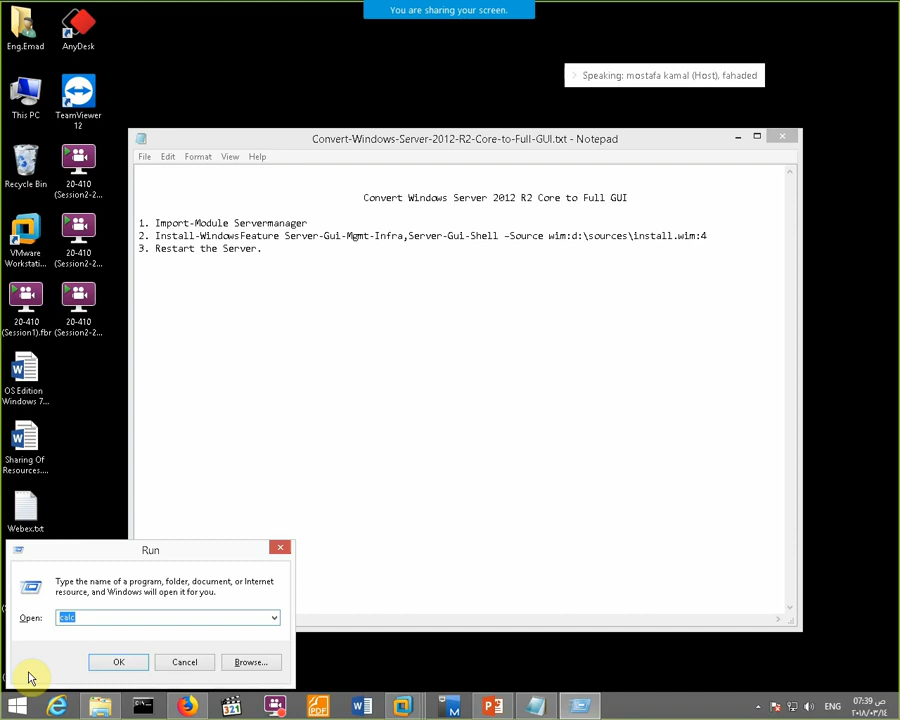 You are sharing your screen.
Speaking: mostafa kamal (Host), fahaded
Eng.Emad
AnyDesk
This PC
TeamViewer
12
Recycle Bin
20-410
(Session2-2...
VMware
Workstati...
20-410
(Session2-2...
20-410
(Session1).fbr
20-410
(Session2-2...
OS Edition
Windows 7...
Sharing Of
Resources....
Webex.txt
Convert-Windows-Server-2012-R2-Core-to-Full-GUI.txt - Notepad
File Edit Format View Help
Convert Windows Server 2012 R2 Core to Full GUI
1. Import-Module Servermanager
2. Install-WindowsFeature Server-Gui-Mgmt-Infra,Server-Gui-Shell –Source wim:d:\sources\install.wim:4
3. Restart the Server.
Run
Type the name of a program, folder, document, or Internet
resource, and Windows will open it for you.
Open: calc
OK Cancel Browse...
321
PDF
W
M
P
ENG
07:39 ص
٢٠١٨/٠٣/١٤